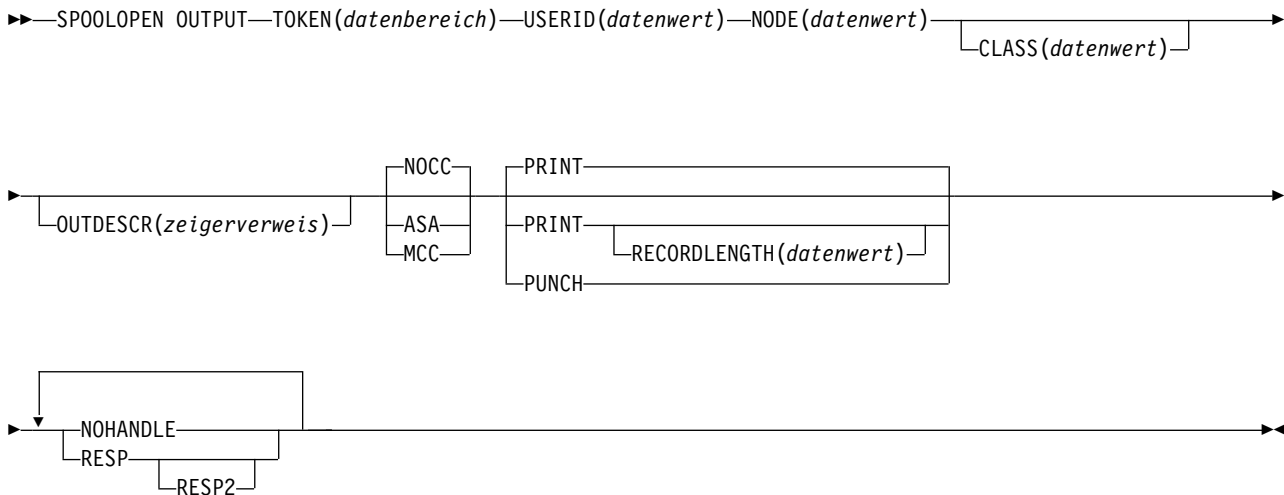 SPOOLOPEN OUTPUT TOKEN(datenbereich) USERID(datenwert) NODE(datenwert)
CLASS(datenwert)
OUTDESCR(zeigerverweis)
NOCC
ASA
MCC
PRINT
PRINT
RECORDLENGTH(datenwert)
PUNCH
NOHANDLE
RESP
RESP2